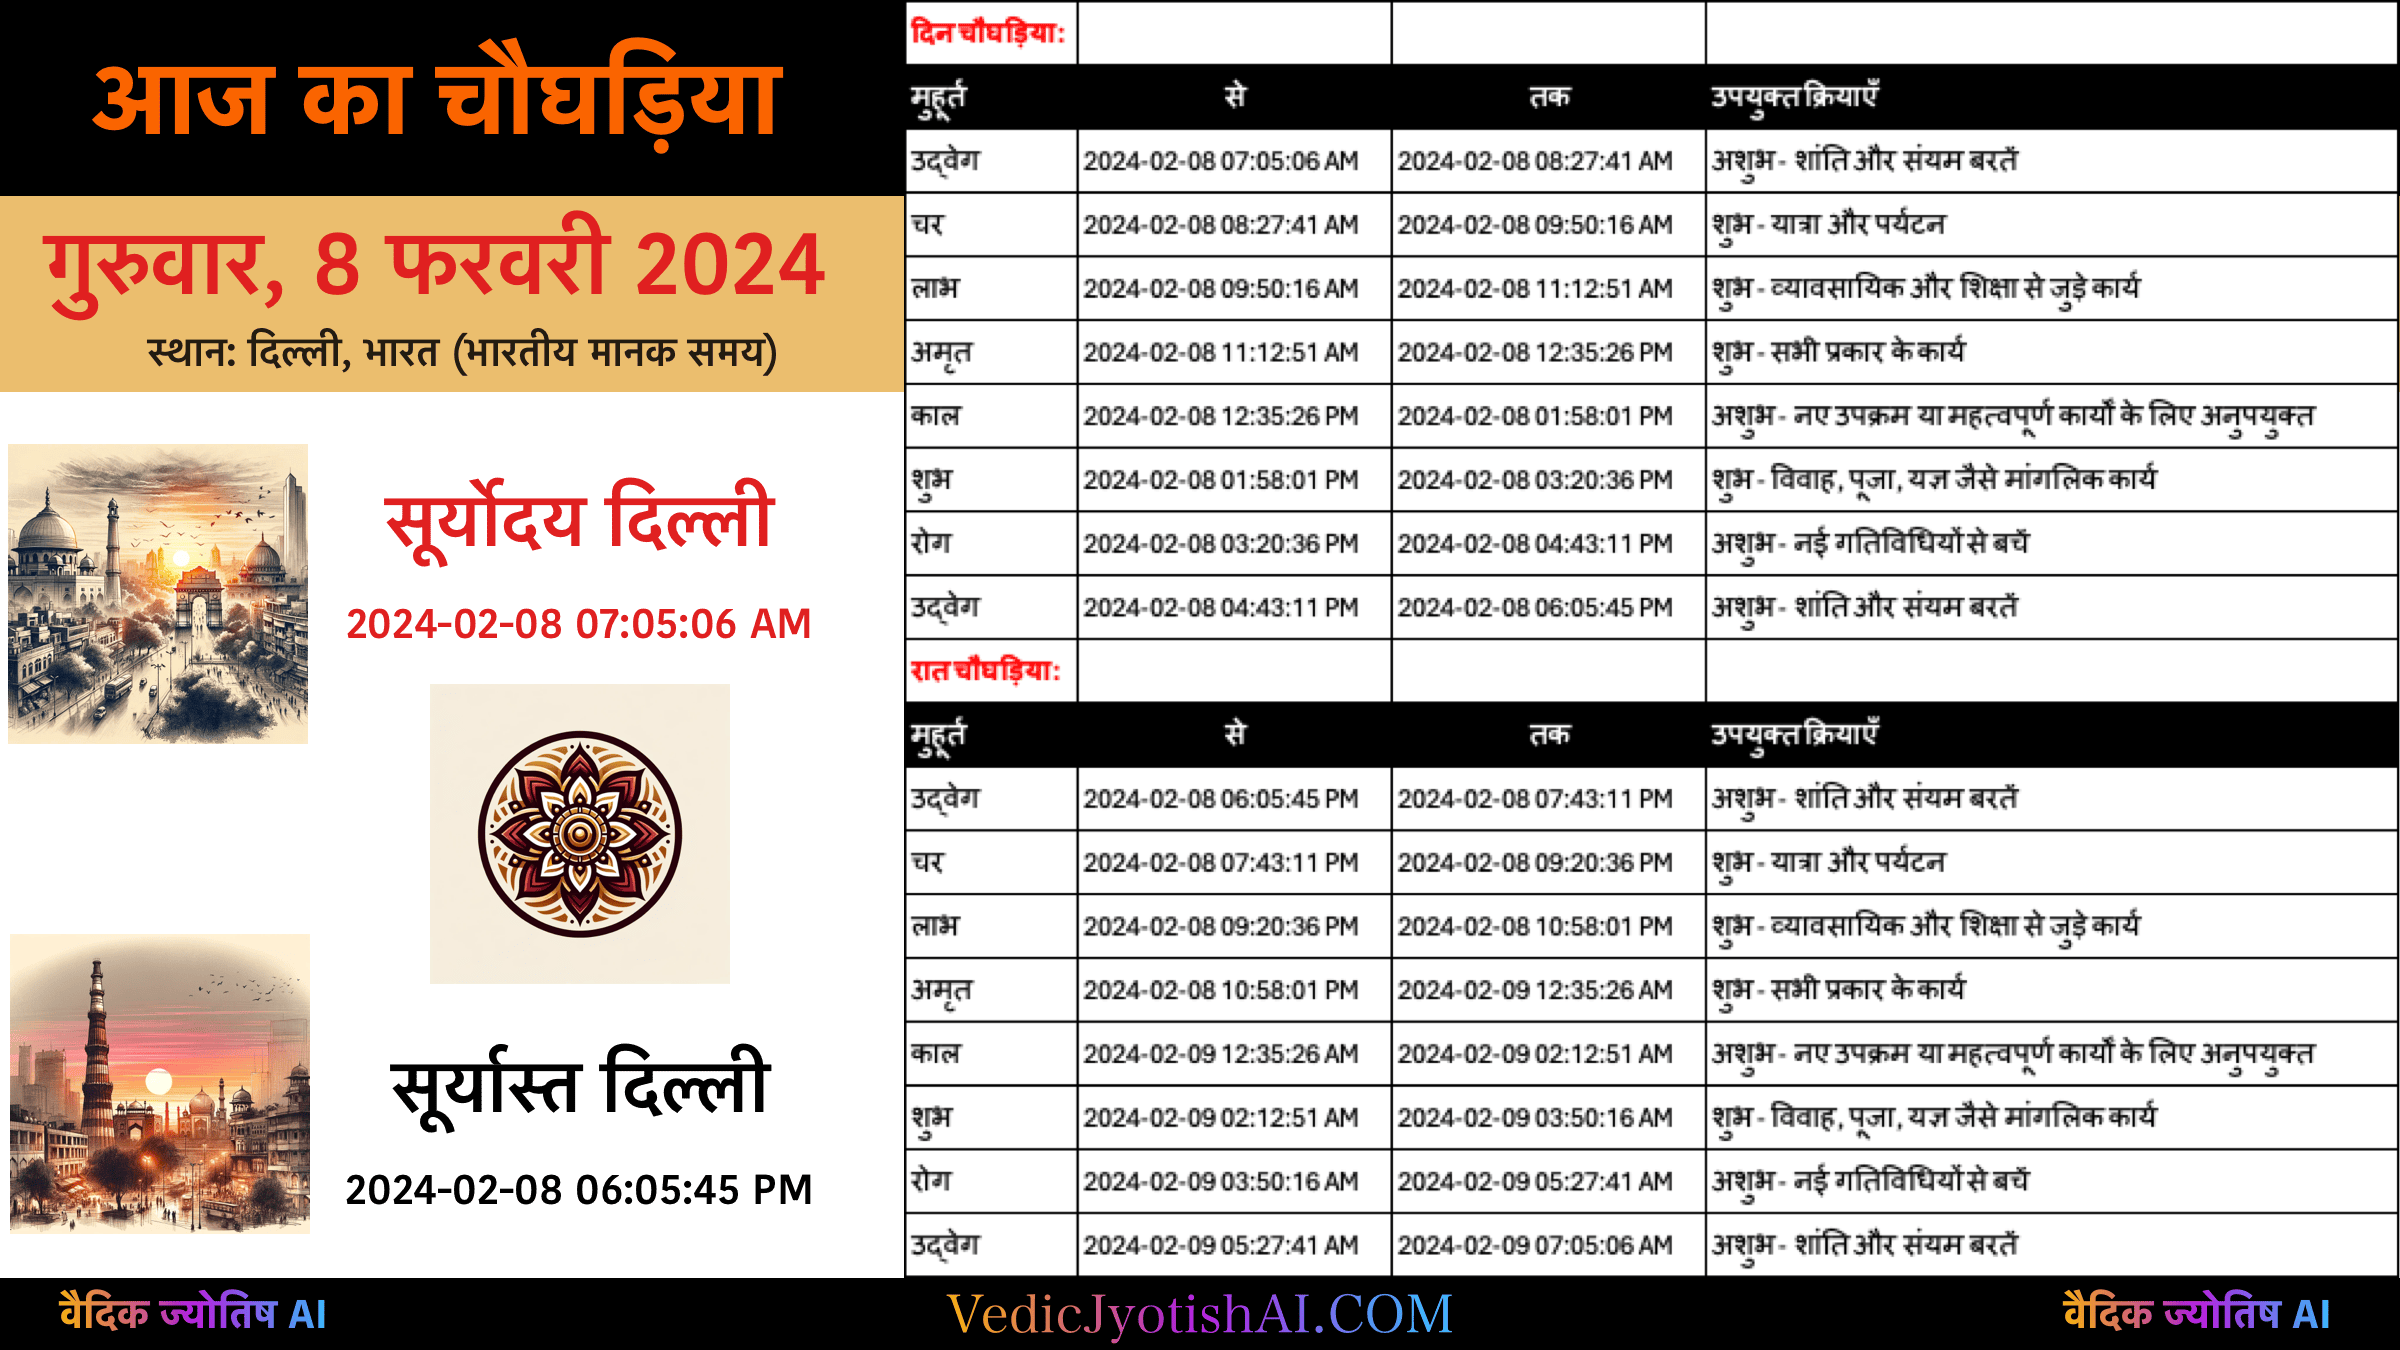 आज का चौघड़िया
गुरुवार, 8 फरवरी 2024
स्थान: दिल्ली, भारत (भारतीय मानक समय)
सूर्योदय दिल्ली
2024-02-08 07:05:06 AM
सूर्यास्त दिल्ली
2024-02-08 06:05:45 PM
दिन चौघड़िया:
मुहूर्त से तक उपयुक्त क्रियाएँ
उद्वेग 2024-02-08 07:05:06 AM 2024-02-08 08:27:41 AM अशुभ - शांति और संयम बरतें
चर 2024-02-08 08:27:41 AM 2024-02-08 09:50:16 AM शुभ - यात्रा और पर्यटन
लाभ 2024-02-08 09:50:16 AM 2024-02-08 11:12:51 AM शुभ - व्यावसायिक और शिक्षा से जुड़े कार्य
अमृत 2024-02-08 11:12:51 AM 2024-02-08 12:35:26 PM शुभ - सभी प्रकार के कार्य
काल 2024-02-08 12:35:26 PM 2024-02-08 01:58:01 PM अशुभ - नए उपक्रम या महत्वपूर्ण कार्यों के लिए अनुपयुक्त
शुभ 2024-02-08 01:58:01 PM 2024-02-08 03:20:36 PM शुभ - विवाह, पूजा, यज्ञ जैसे मांगलिक कार्य
रोग 2024-02-08 03:20:36 PM 2024-02-08 04:43:11 PM अशुभ - नई गतिविधियों से बचें
उद्वेग 2024-02-08 04:43:11 PM 2024-02-08 06:05:45 PM अशुभ - शांति और संयम बरतें
रात चौघड़िया:
मुहूर्त से तक उपयुक्त क्रियाएँ
उद्वेग 2024-02-08 06:05:45 PM 2024-02-08 07:43:11 PM अशुभ - शांति और संयम बरतें
चर 2024-02-08 07:43:11 PM 2024-02-08 09:20:36 PM शुभ - यात्रा और पर्यटन
लाभ 2024-02-08 09:20:36 PM 2024-02-08 10:58:01 PM शुभ - व्यावसायिक और शिक्षा से जुड़े कार्य
अमृत 2024-02-08 10:58:01 PM 2024-02-09 12:35:26 AM शुभ - सभी प्रकार के कार्य
काल 2024-02-09 12:35:26 AM 2024-02-09 02:12:51 AM अशुभ - नए उपक्रम या महत्वपूर्ण कार्यों के लिए अनुपयुक्त
शुभ 2024-02-09 02:12:51 AM 2024-02-09 03:50:16 AM शुभ - विवाह, पूजा, यज्ञ जैसे मांगलिक कार्य
रोग 2024-02-09 03:50:16 AM 2024-02-09 05:27:41 AM अशुभ - नई गतिविधियों से बचें
उद्वेग 2024-02-09 05:27:41 AM 2024-02-09 07:05:06 AM अशुभ - शांति और संयम बरतें
वैदिक ज्योतिष AI VedicJyotishAI.COM वैदिक ज्योतिष AI